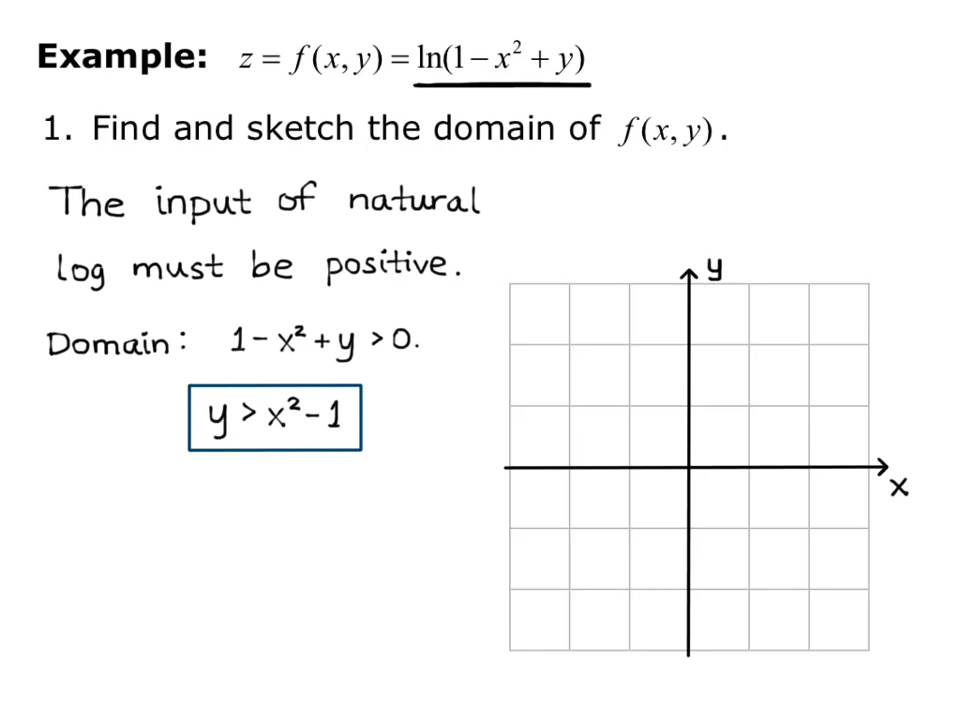 Example: z = f(x, y) = ln(1 − x² + y)
1. Find and sketch the domain of f(x, y).
The input of natural
log must be positive.
Domain: 1 - x² + y > 0.
y > x² - 1
y
x